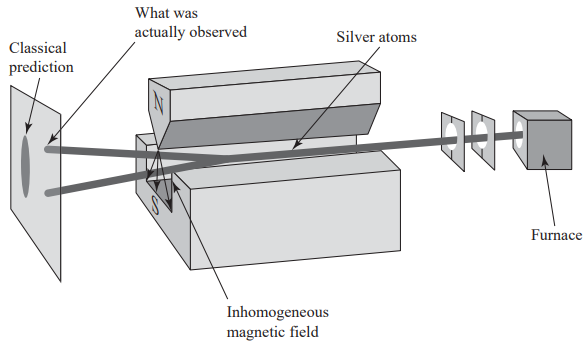 What was
actually observed
Classical
prediction
Silver atoms
N
S
Furnace
Inhomogeneous
magnetic field